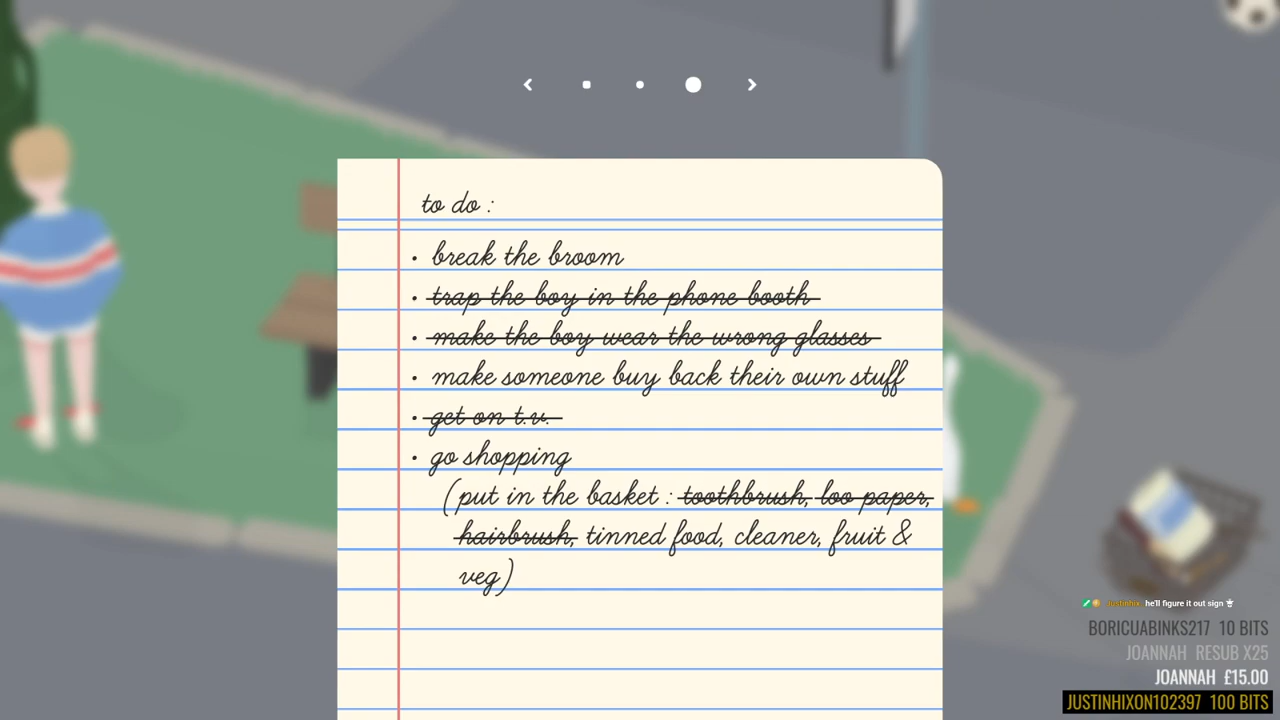 to do :
• break the broom
• trap the boy in the phone booth
• make the boy wear the wrong glasses
• make someone buy back their own stuff
• get on t.v.
• go shopping
(put in the basket : toothbrush, loo paper,
hairbrush, tinned food, cleaner, fruit &
veg)
justinhix: he'll figure it out sign
BORICUABINKS217 10 BITS
JOANNAH RESUB X25
JOANNAH £15.00
JUSTINHIXON102397 100 BITS